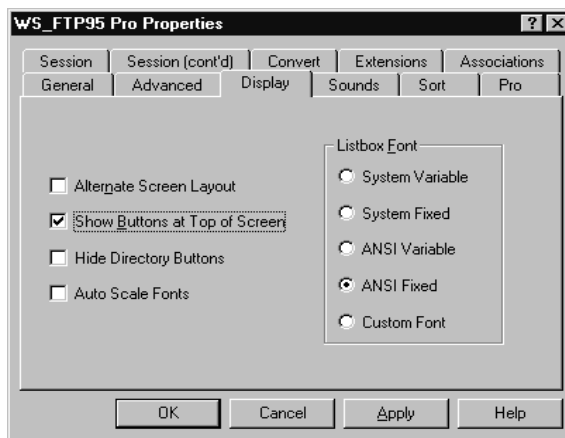 WS_FTP95 Pro Properties
Session Session (cont'd) Convert Extensions Associations
General Advanced Display Sounds Sort Pro
Listbox Font
Alternate Screen Layout
Show Buttons at Top of Screen
Hide Directory Buttons
Auto Scale Fonts
System Variable
System Fixed
ANSI Variable
ANSI Fixed
Custom Font
OK Cancel Apply Help